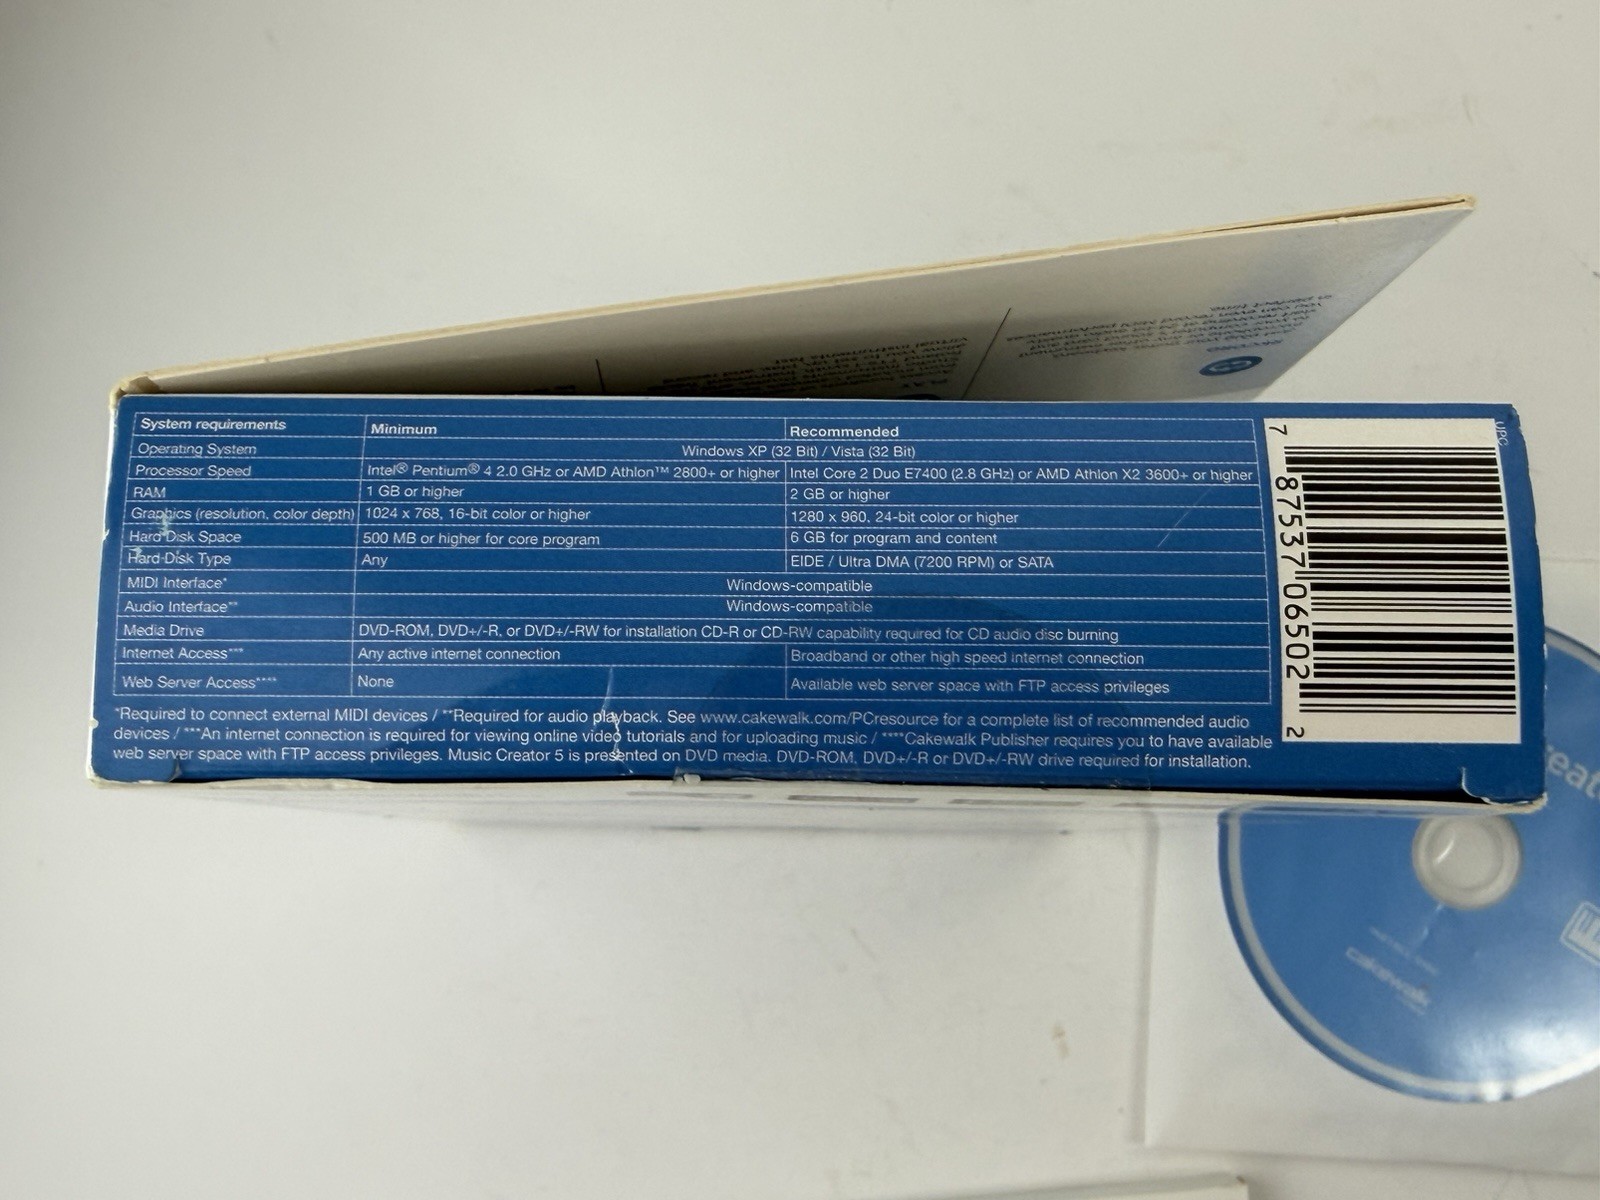 System requirements Minimum Recommended
Operating System Windows XP (32 Bit) / Vista (32 Bit)
Processor Speed Intel® Pentium® 4 2.0 GHz or AMD Athlon™ 2800+ or higher Intel Core 2 Duo E7400 (2.8 GHz) or AMD Athlon X2 3600+ or higher
RAM 1 GB or higher 2 GB or higher
Graphics (resolution, color depth) 1024 x 768, 16-bit color or higher 1280 x 960, 24-bit color or higher
Hard Disk Space 500 MB or higher for core program 6 GB for program and content
Hard Disk Type Any EIDE / Ultra DMA (7200 RPM) or SATA
MIDI Interface* Windows-compatible
Audio Interface** Windows-compatible
Media Drive DVD-ROM, DVD+/-R, or DVD+/-RW for installation CD-R or CD-RW capability required for CD audio disc burning
Internet Access*** Any active internet connection Broadband or other high speed internet connection
Web Server Access**** None Available web server space with FTP access privileges
*Required to connect external MIDI devices / **Required for audio playback. See www.cakewalk.com/PCresource for a complete list of recommended audio
devices / ***An internet connection is required for viewing online video tutorials and for uploading music / ****Cakewalk Publisher requires you to have available
web server space with FTP access privileges. Music Creator 5 is presented on DVD media. DVD-ROM, DVD+/-R or DVD+/-RW drive required for installation.
UPC
7 87537 06502 2
RECORD
PLAY
cakewalk